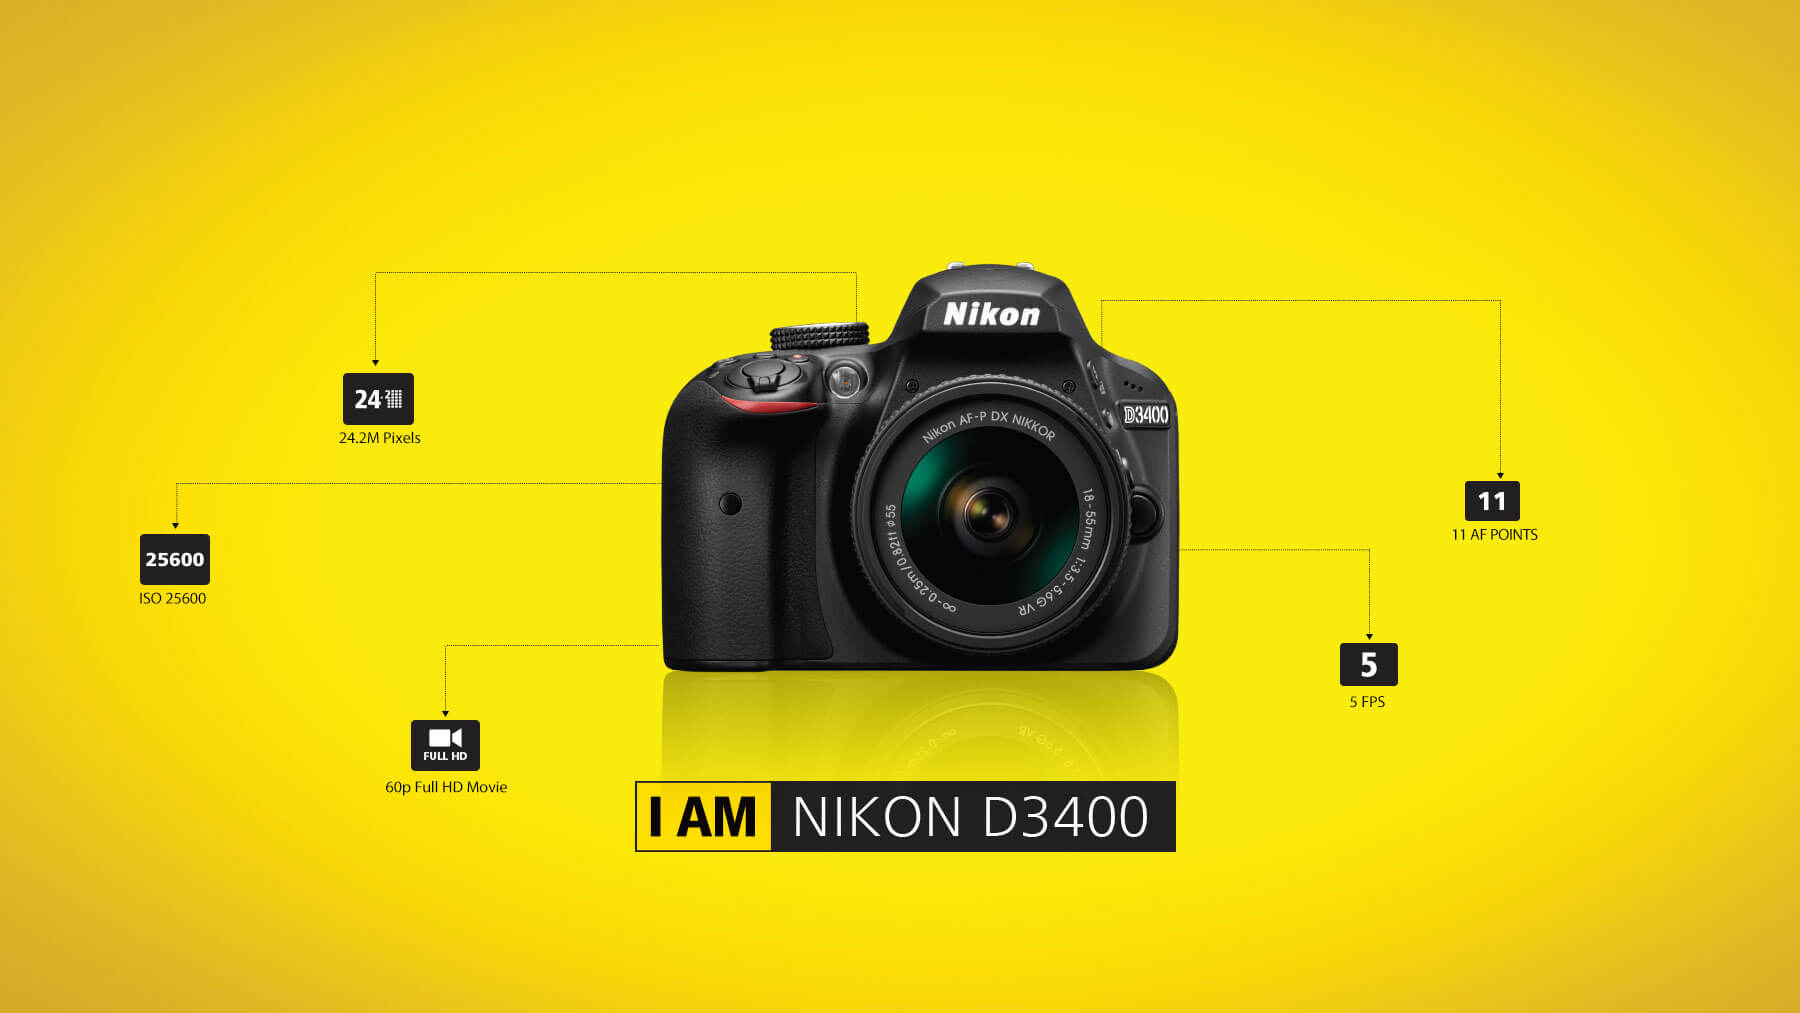 Nikon
D3400
Nikon AF-P DX NIKKOR
18-55mm 1:3.5-5.6G VR
∞-0.25m/0.82ft ø55
24.2
24.2M Pixels
25600
ISO 25600
FULL HD
60p Full HD Movie
11
11 AF POINTS
5
5 FPS
I AM NIKON D3400